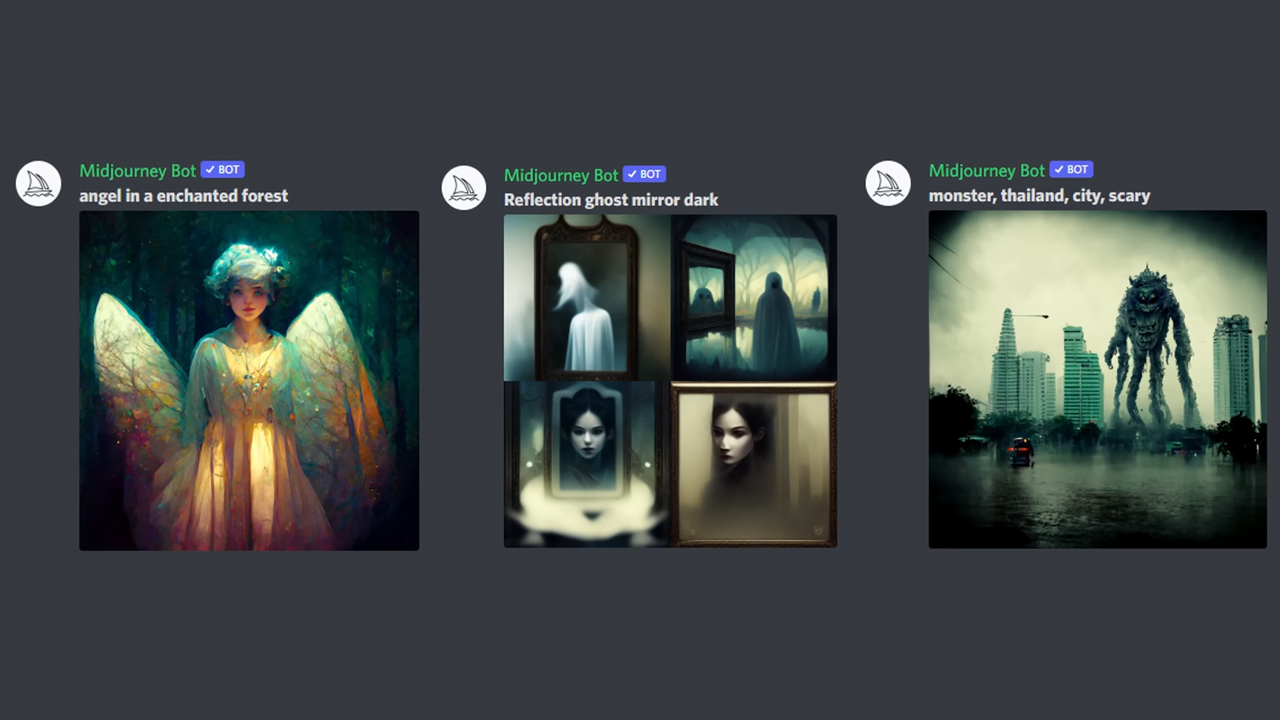 Midjourney Bot ✓ BOT
angel in a enchanted forest
Midjourney Bot ✓ BOT
Reflection ghost mirror dark
Midjourney Bot ✓ BOT
monster, thailand, city, scary